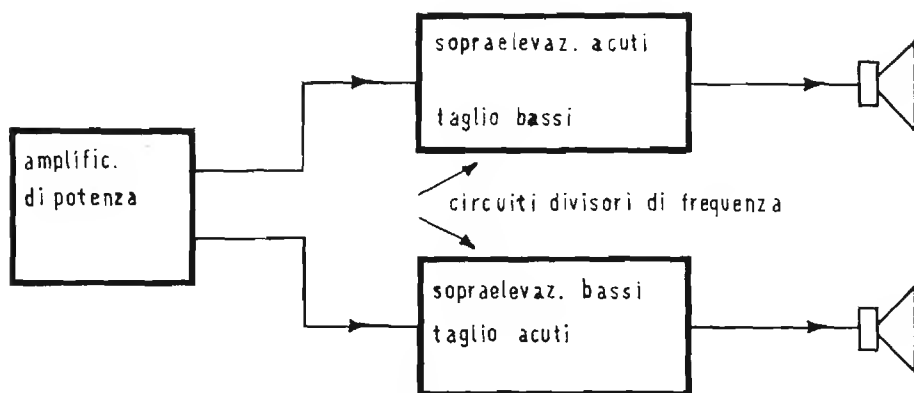 sopraelevaz. acuti
taglio bassi
amplific.
di potenza
circuiti divisori di frequenza
sopraelevaz. bassi
taglio acuti